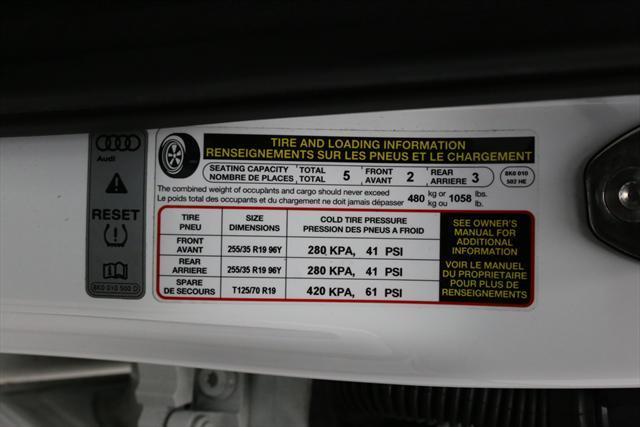 Audi
RESET
8K0 010 500 D
TIRE AND LOADING INFORMATION
RENSEIGNEMENTS SUR LES PNEUS ET LE CHARGEMENT
SEATING CAPACITY TOTAL 5 FRONT 2 REAR 3
NOMBRE DE PLACES TOTAL AVANT ARRIERE
8K0 010
502 HE
The combined weight of occupants and cargo should never exceed 480 kg or 1058 lbs.
Le poids total des occupants et du chargement ne doit jamais dépasser kg ou lb.
TIRE SIZE COLD TIRE PRESSURE
PNEU DIMENSIONS PRESSION DES PNEUS A FROID
FRONT
AVANT 255/35 R19 96Y 280 KPA, 41 PSI
REAR
ARRIERE 255/35 R19 96Y 280 KPA, 41 PSI
SPARE
DE SECOURS T125/70 R19 420 KPA, 61 PSI
SEE OWNER'S
MANUAL FOR
ADDITIONAL
INFORMATION
VOIR LE MANUEL
DU PROPRIETAIRE
POUR PLUS DE
RENSEIGNEMENTS